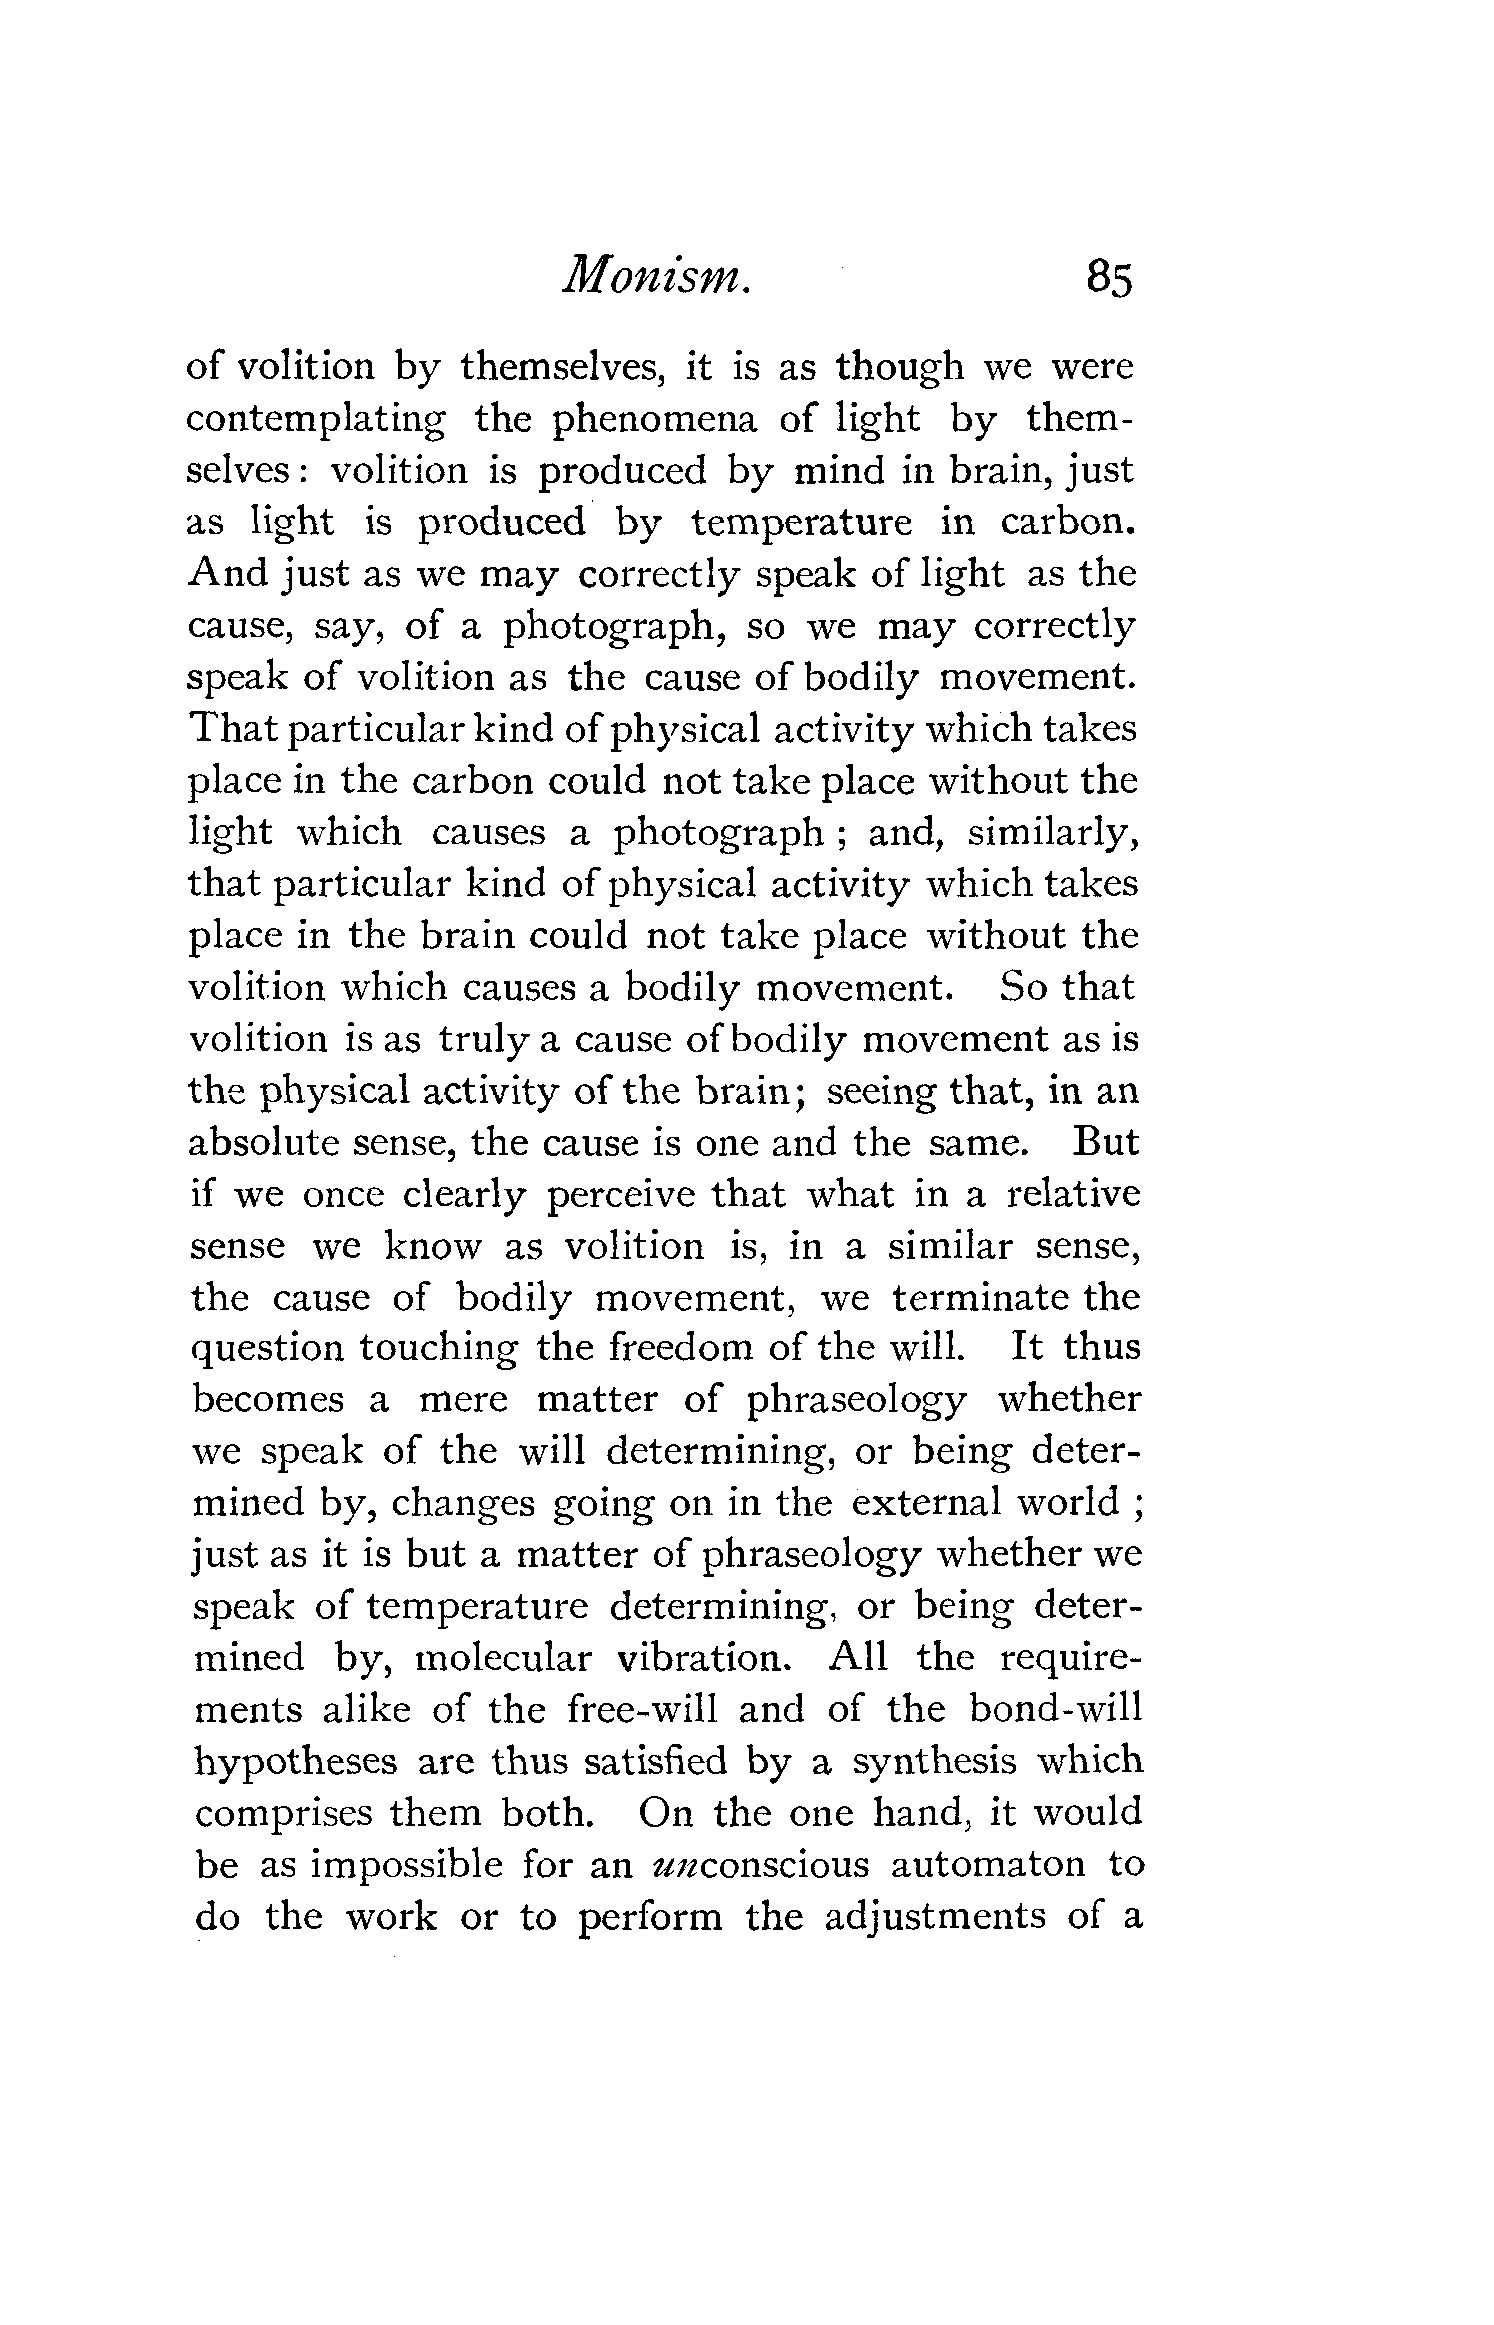 Monism. 85
of volition by themselves, it is as though we were
contemplating the phenomena of light by them-
selves : volition is produced by mind in brain, just
as light is produced by temperature in carbon.
And just as we may correctly speak of light as the
cause, say, of a photograph, so we may correctly
speak of volition as the cause of bodily movement.
That particular kind of physical activity which takes
place in the carbon could not take place without the
light which causes a photograph ; and, similarly,
that particular kind of physical activity which takes
place in the brain could not take place without the
volition which causes a bodily movement. So that
volition is as truly a cause of bodily movement as is
the physical activity of the brain; seeing that, in an
absolute sense, the cause is one and the same. But
if we once clearly perceive that what in a relative
sense we know as volition is, in a similar sense,
the cause of bodily movement, we terminate the
question touching the freedom of the will. It thus
becomes a mere matter of phraseology whether
we speak of the will determining, or being deter-
mined by, changes going on in the external world ;
just as it is but a matter of phraseology whether we
speak of temperature determining, or being deter-
mined by, molecular vibration. All the require-
ments alike of the free-will and of the bond-will
hypotheses are thus satisfied by a synthesis which
comprises them both. On the one hand, it would
be as impossible for an unconscious automaton to
do the work or to perform the adjustments of a